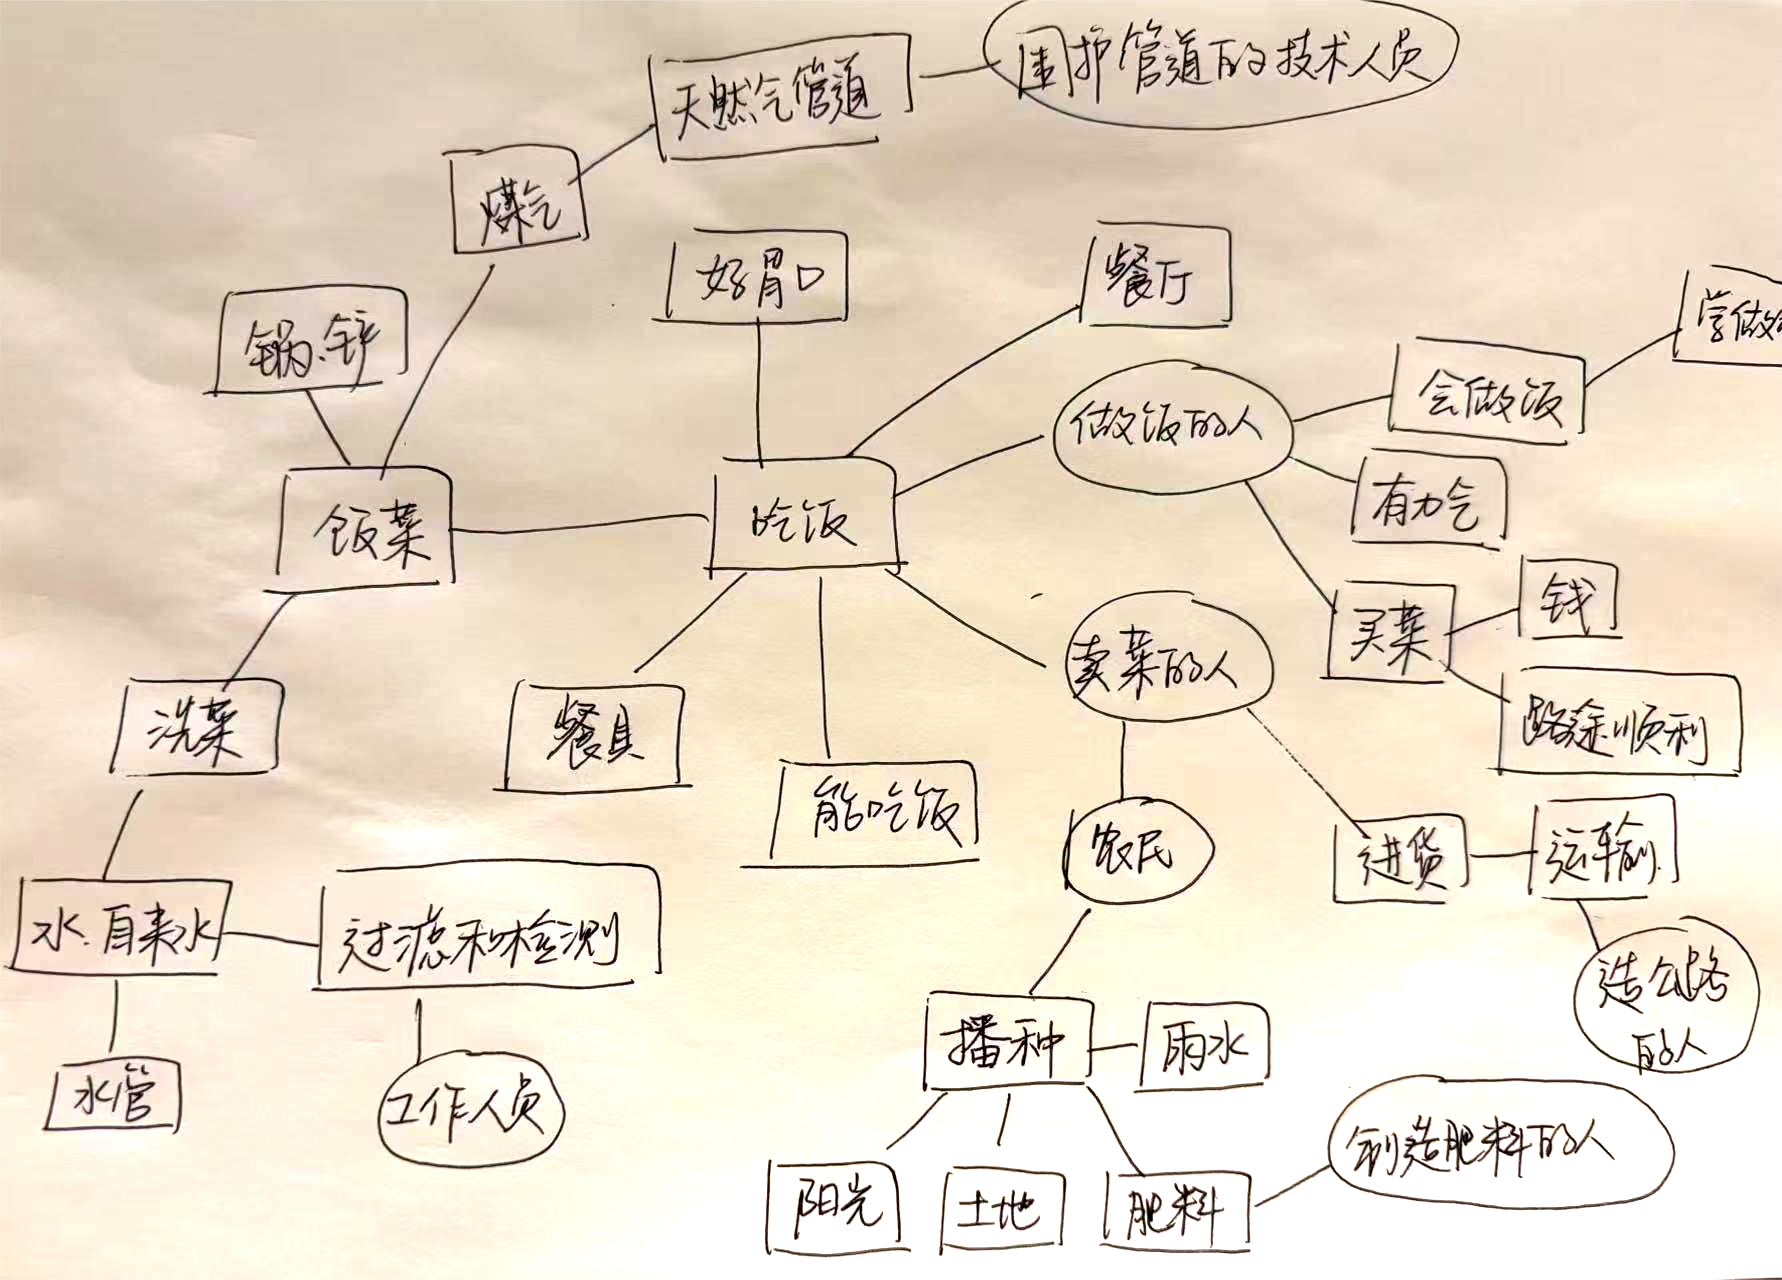 天然气管道
围护管道的技术人员
煤气
好胃口
餐厅
锅.铲
学做
会做饭
做饭的人
有力气
饭菜
吃饭
钱
买菜
卖菜的人
路途顺利
洗菜
餐具
能吃饭
农民
进货
运输
水.自来水
过滤和检测
造公路
的人
播种
雨水
水管
工作人员
制造肥料的人
阳光
土地
肥料